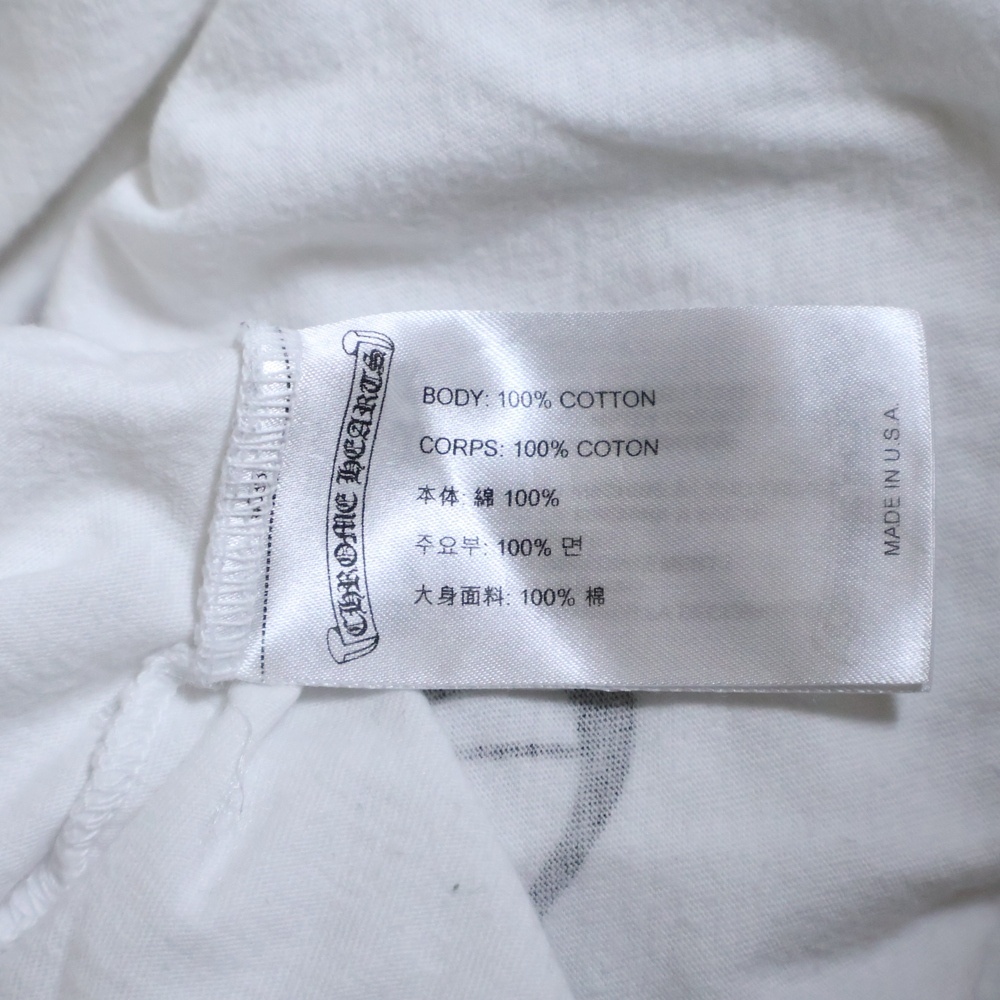 CHROME HEARTS
BODY: 100% COTTON
CORPS: 100% COTON
本体: 綿 100%
주요부: 100% 면
大身面料: 100% 棉
MADE IN U.S.A.